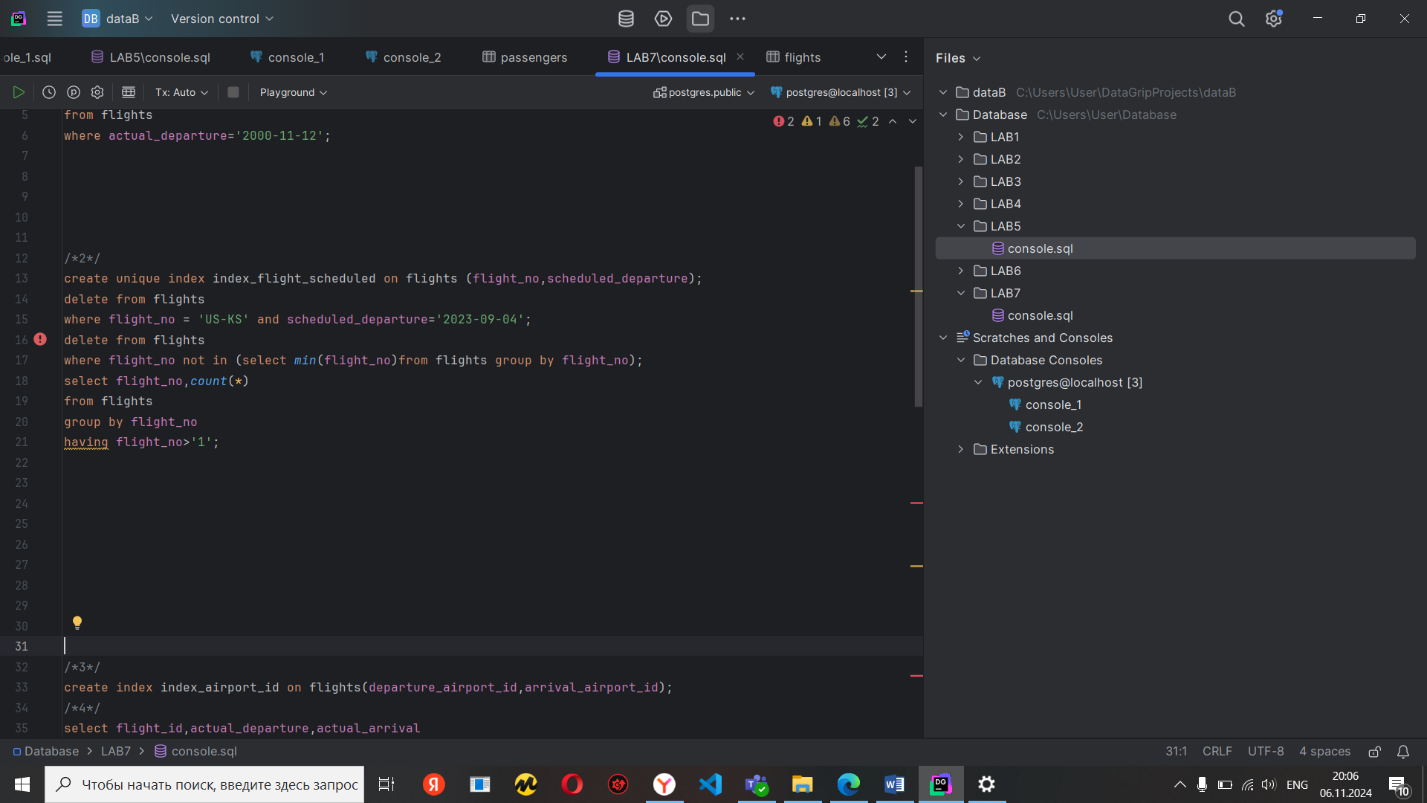 DB dataB Version control
ole_1.sql LAB5\console.sql console_1 console_2 passengers LAB7\console.sql flights
Tx: Auto Playground postgres.public postgres@localhost [3]
2 1 6 2
5 from flights
6 where actual_departure='2000-11-12';
7
8
9
10
11
12 /*2*/
13 create unique index index_flight_scheduled on flights (flight_no,scheduled_departure);
14 delete from flights
15 where flight_no = 'US-KS' and scheduled_departure='2023-09-04';
16 delete from flights
17 where flight_no not in (select min(flight_no)from flights group by flight_no);
18 select flight_no,count(*)
19 from flights
20 group by flight_no
21 having flight_no>'1';
22
23
24
25
26
27
28
29
30
31
32 /*3*/
33 create index index_airport_id on flights(departure_airport_id,arrival_airport_id);
34 /*4*/
35 select flight_id,actual_departure,actual_arrival
Files
dataB C:\Users\User\DataGripProjects\dataB
Database C:\Users\User\Database
LAB1
LAB2
LAB3
LAB4
LAB5
console.sql
LAB6
LAB7
console.sql
Scratches and Consoles
Database Consoles
postgres@localhost [3]
console_1
console_2
Extensions
Database > LAB7 > console.sql 31:1 CRLF UTF-8 4 spaces
Чтобы начать поиск, введите здесь запрос
Я
Y
DG
ENG
20:06
06.11.2024
10